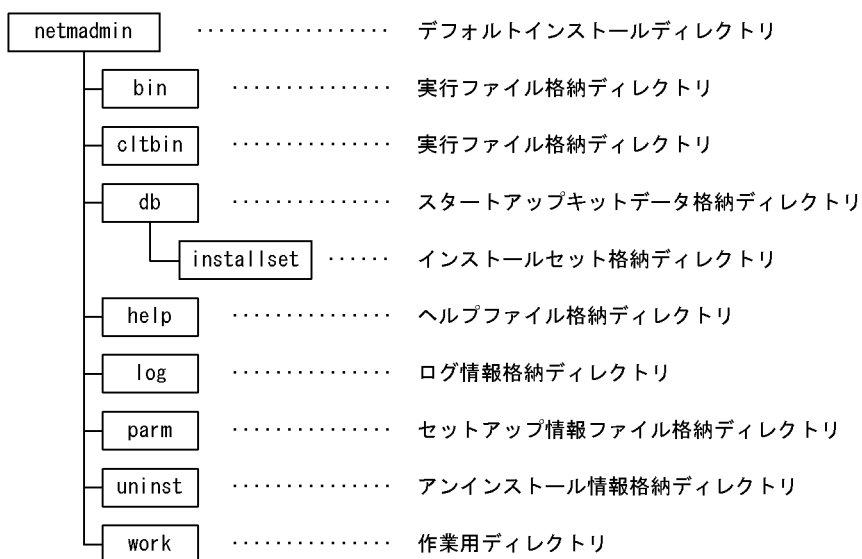 netmadmin ·················· デフォルトインストールディレクトリ
bin ··············· 実行ファイル格納ディレクトリ
cltbin ··············· 実行ファイル格納ディレクトリ
db ··············· スタートアップキットデータ格納ディレクトリ
installset ······ インストールセット格納ディレクトリ
help ··············· ヘルプファイル格納ディレクトリ
log ··············· ログ情報格納ディレクトリ
parm ··············· セットアップ情報ファイル格納ディレクトリ
uninst ··············· アンインストール情報格納ディレクトリ
work ··············· 作業用ディレクトリ